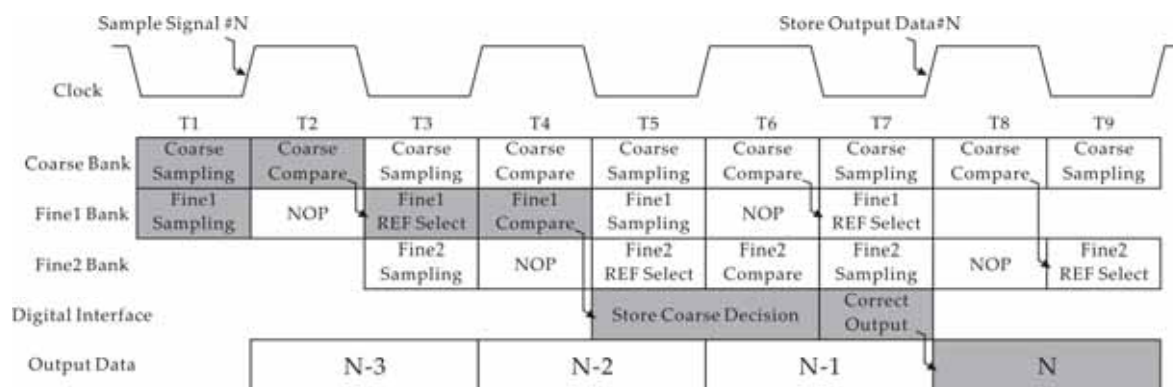 Sample Signal #N
Store Output Data#N
Clock
T1 T2 T3 T4 T5 T6 T7 T8 T9
Coarse Bank
Coarse Sampling
Coarse Compare
Coarse Sampling
Coarse Compare
Coarse Sampling
Coarse Compare
Coarse Sampling
Coarse Compare
Coarse Sampling
Fine1 Bank
Fine1 Sampling
NOP
Fine1 REF Select
Fine1 Compare
Fine1 Sampling
NOP
Fine1 REF Select
Fine2 Bank
Fine2 Sampling
NOP
Fine2 REF Select
Fine2 Compare
Fine2 Sampling
NOP
Fine2 REF Select
Digital Interface
Store Coarse Decision
Correct Output
Output Data
N-3
N-2
N-1
N